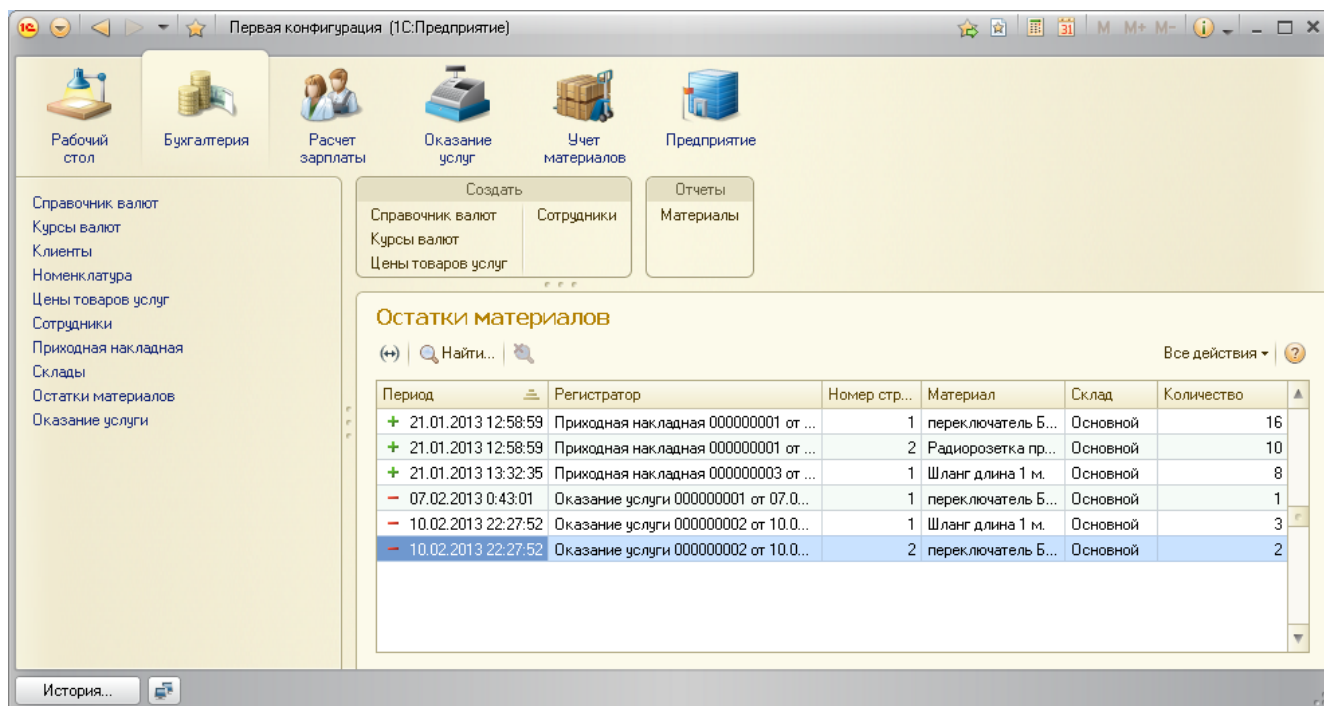 1С Первая конфигурация (1С:Предприятие) 31 M M+ M-
Рабочий стол
Бухгалтерия
Расчет зарплаты
Оказание услуг
Учет материалов
Предприятие
Справочник валют
Курсы валют
Клиенты
Номенклатура
Цены товаров услуг
Сотрудники
Приходная накладная
Склады
Остатки материалов
Оказание услуги
Создать
Справочник валют Сотрудники
Курсы валют
Цены товаров услуг
Отчеты
Материалы
Остатки материалов
Найти... Все действия ?
Период Регистратор Номер стр... Материал Склад Количество
+ 21.01.2013 12:58:59 Приходная накладная 000000001 от ... 1 переключатель Б... Основной 16
+ 21.01.2013 12:58:59 Приходная накладная 000000001 от ... 2 Радиорозетка пр... Основной 10
+ 21.01.2013 13:32:35 Приходная накладная 000000003 от ... 1 Шланг длина 1 м. Основной 8
- 07.02.2013 0:43:01 Оказание услуги 000000001 от 07.0... 1 переключатель Б... Основной 1
- 10.02.2013 22:27:52 Оказание услуги 000000002 от 10.0... 1 Шланг длина 1 м. Основной 3
- 10.02.2013 22:27:52 Оказание услуги 000000002 от 10.0... 2 переключатель Б... Основной 2
История...